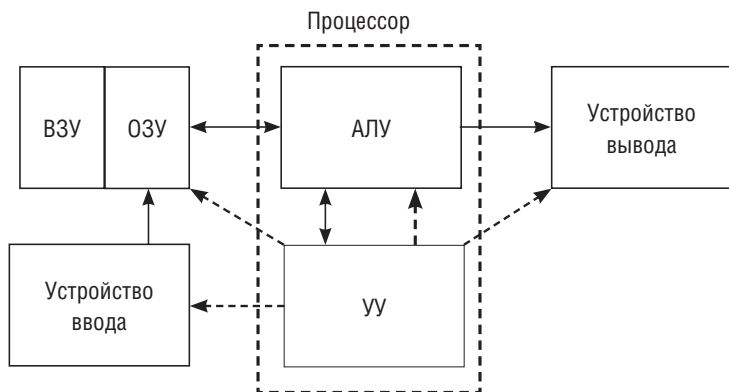 Процессор
ВЗУ
ОЗУ
АЛУ
Устройство
вывода
Устройство
ввода
УУ